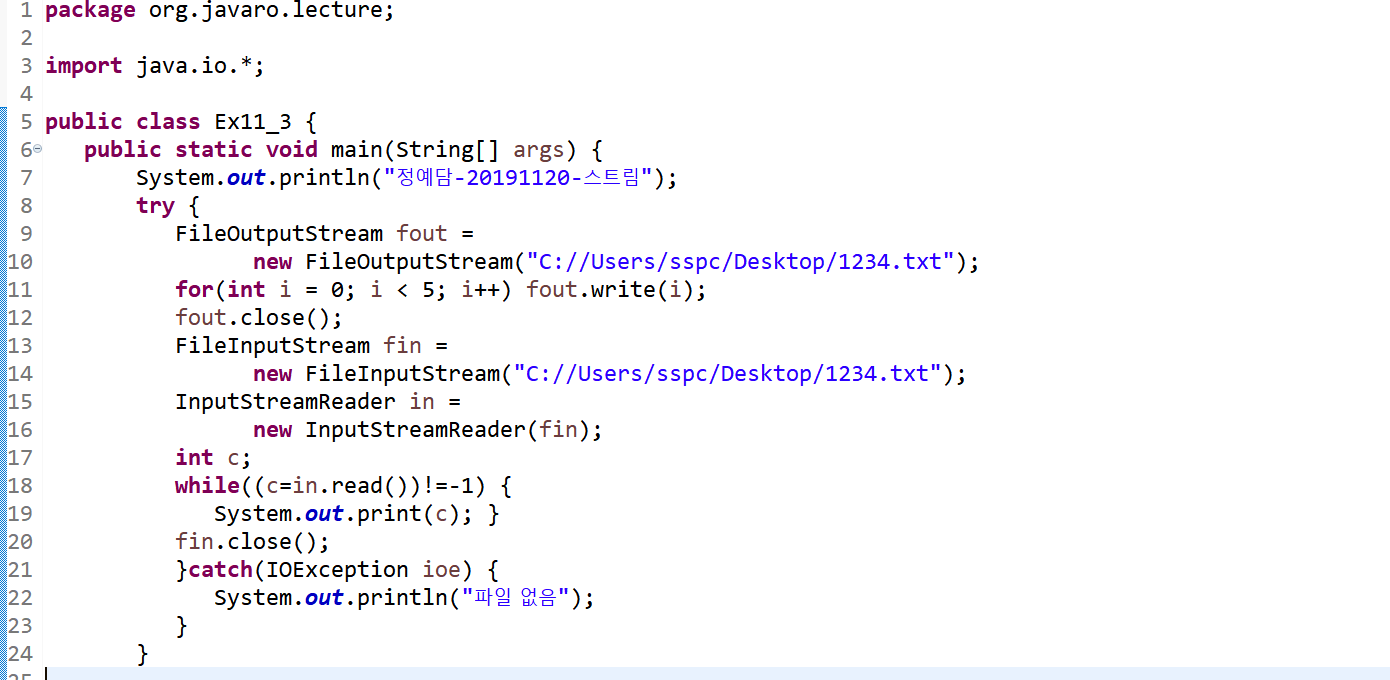 1 package org.javaro.lecture;
2
3 import java.io.*;
4
5 public class Ex11_3 {
6 public static void main(String[] args) {
7 System.out.println("정예담-20191120-스트림");
8 try {
9 FileOutputStream fout =
10 new FileOutputStream("C://Users/sspc/Desktop/1234.txt");
11 for(int i = 0; i < 5; i++) fout.write(i);
12 fout.close();
13 FileInputStream fin =
14 new FileInputStream("C://Users/sspc/Desktop/1234.txt");
15 InputStreamReader in =
16 new InputStreamReader(fin);
17 int c;
18 while((c=in.read())!=-1) {
19 System.out.print(c); }
20 fin.close();
21 }catch(IOException ioe) {
22 System.out.println("파일 없음");
23 }
24 }
25